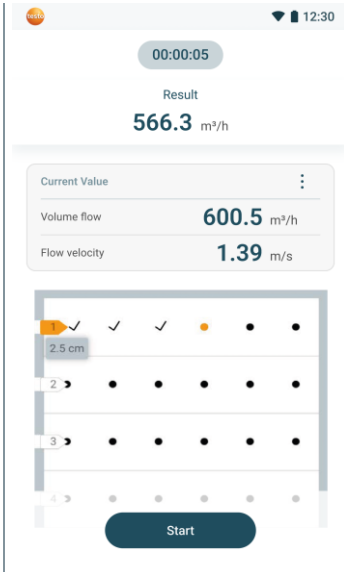 testo
12:30
00:00:05
Result
566.3 m³/h
Current Value
Volume flow 600.5 m³/h
Flow velocity 1.39 m/s
1
2.5 cm
2
3
4
Start